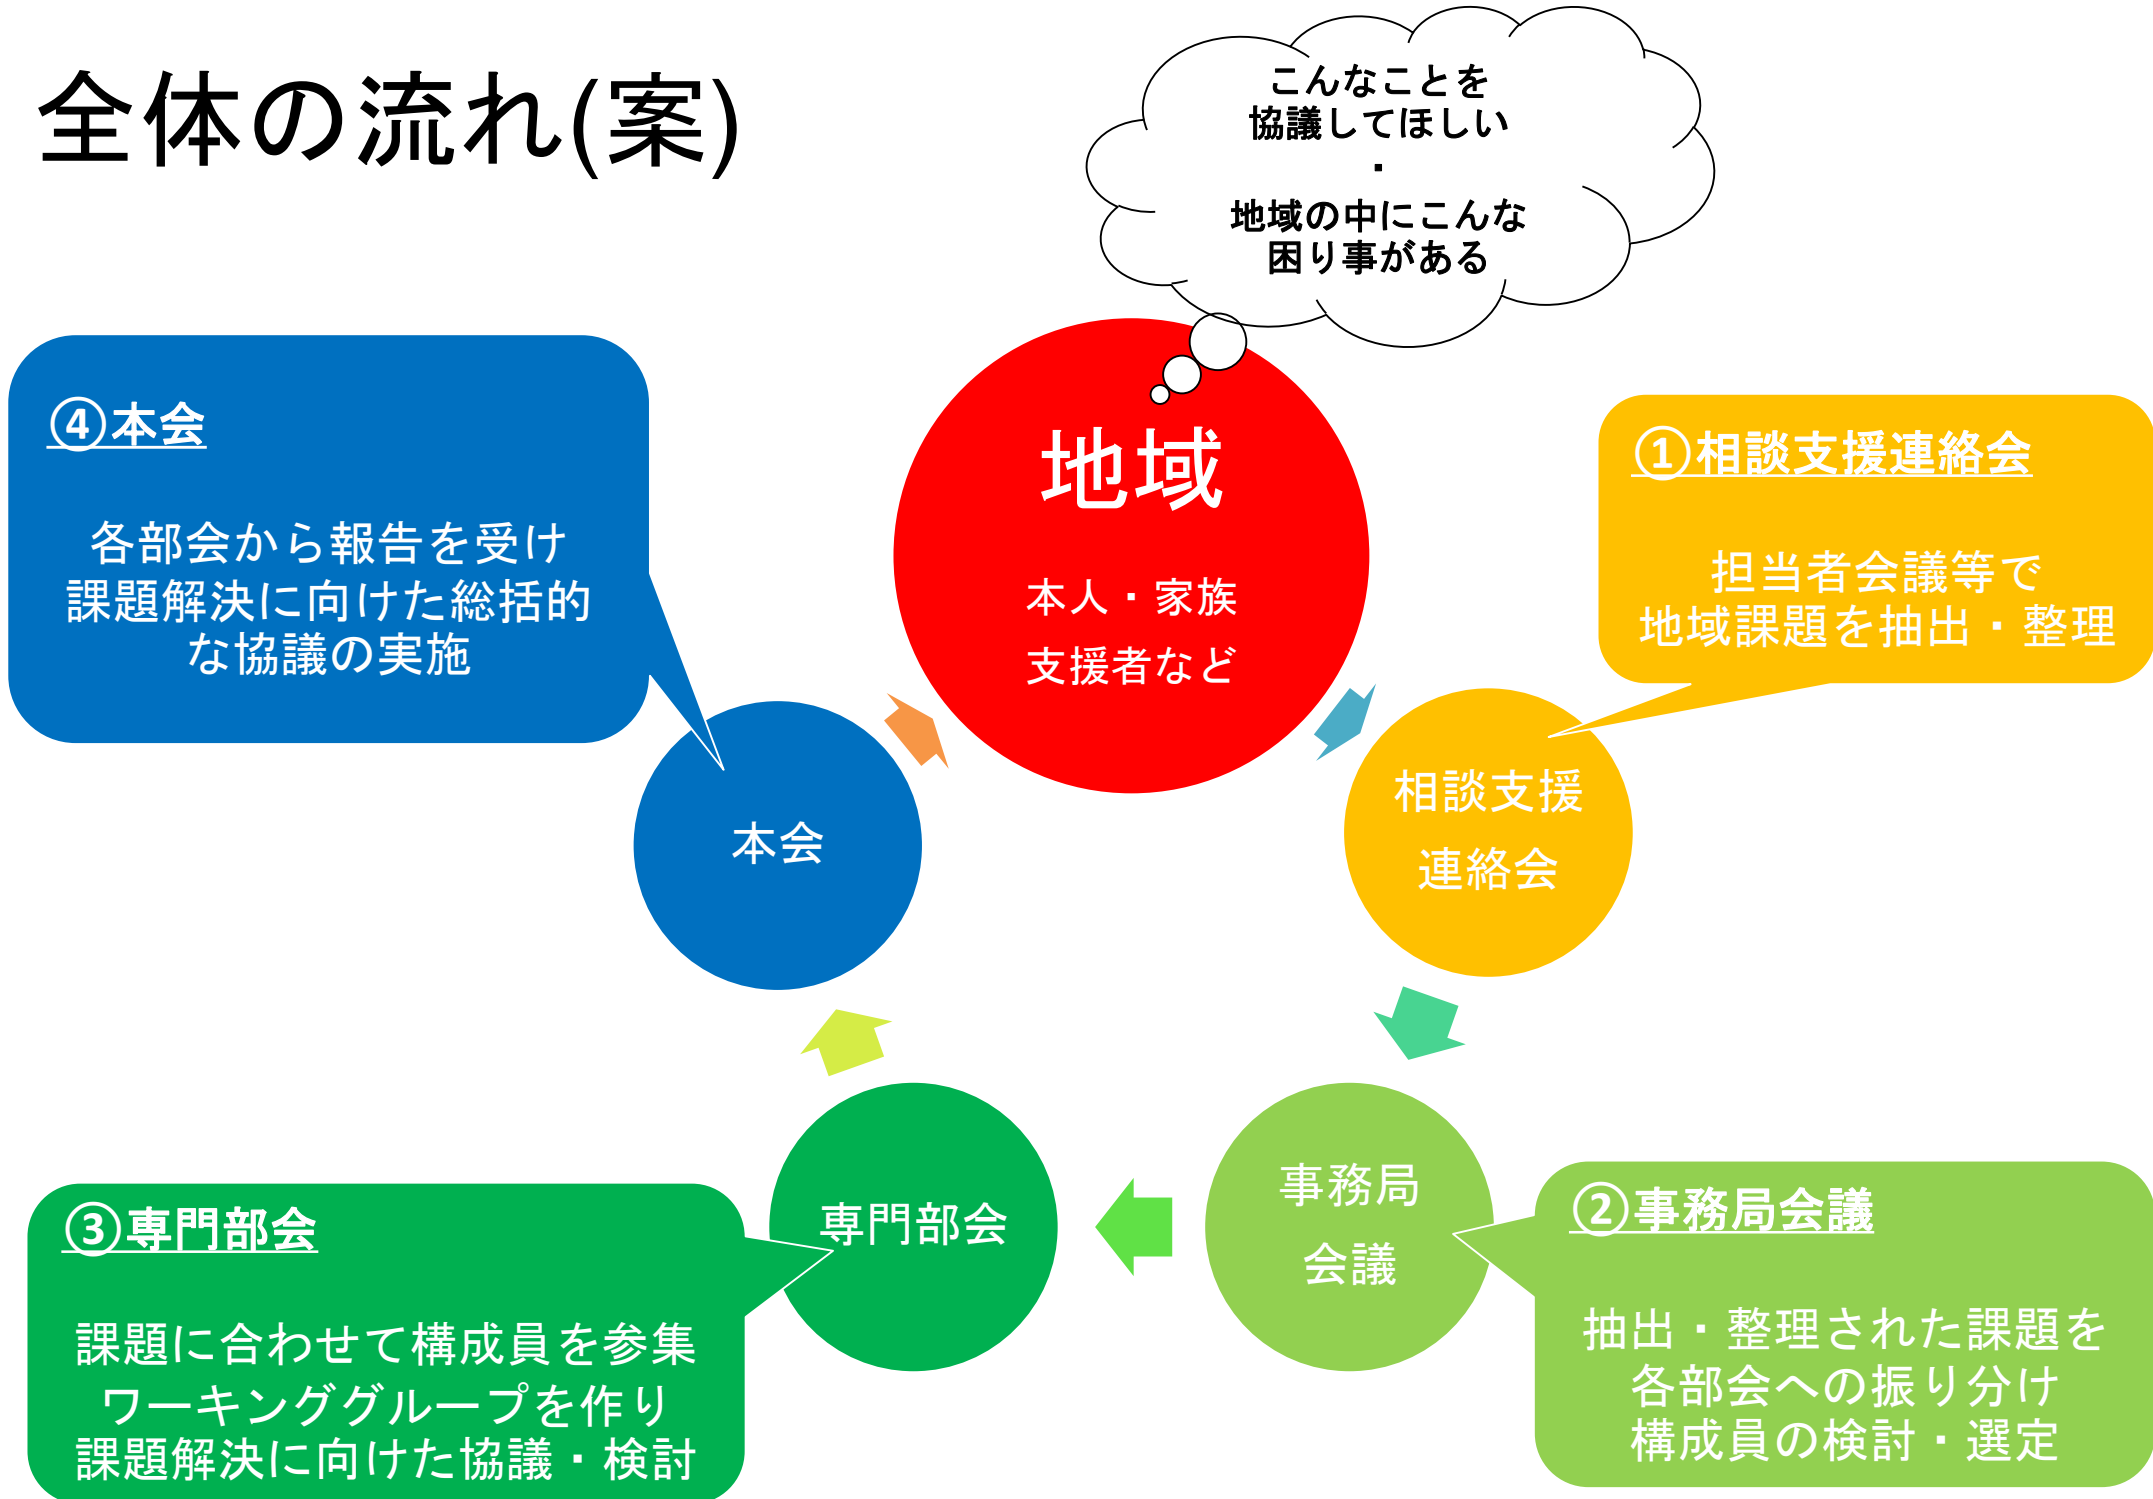 全体の流れ(案)
こんなことを
協議してほしい
・
地域の中にこんな
困り事がある
地域
本人・家族
支援者など
①相談支援連絡会
担当者会議等で
地域課題を抽出・整理
相談支援
連絡会
②事務局会議
抽出・整理された課題を
各部会への振り分け
構成員の検討・選定
事務局
会議
③専門部会
課題に合わせて構成員を参集
ワーキンググループを作り
課題解決に向けた協議・検討
専門部会
④本会
各部会から報告を受け
課題解決に向けた総括的
な協議の実施
本会